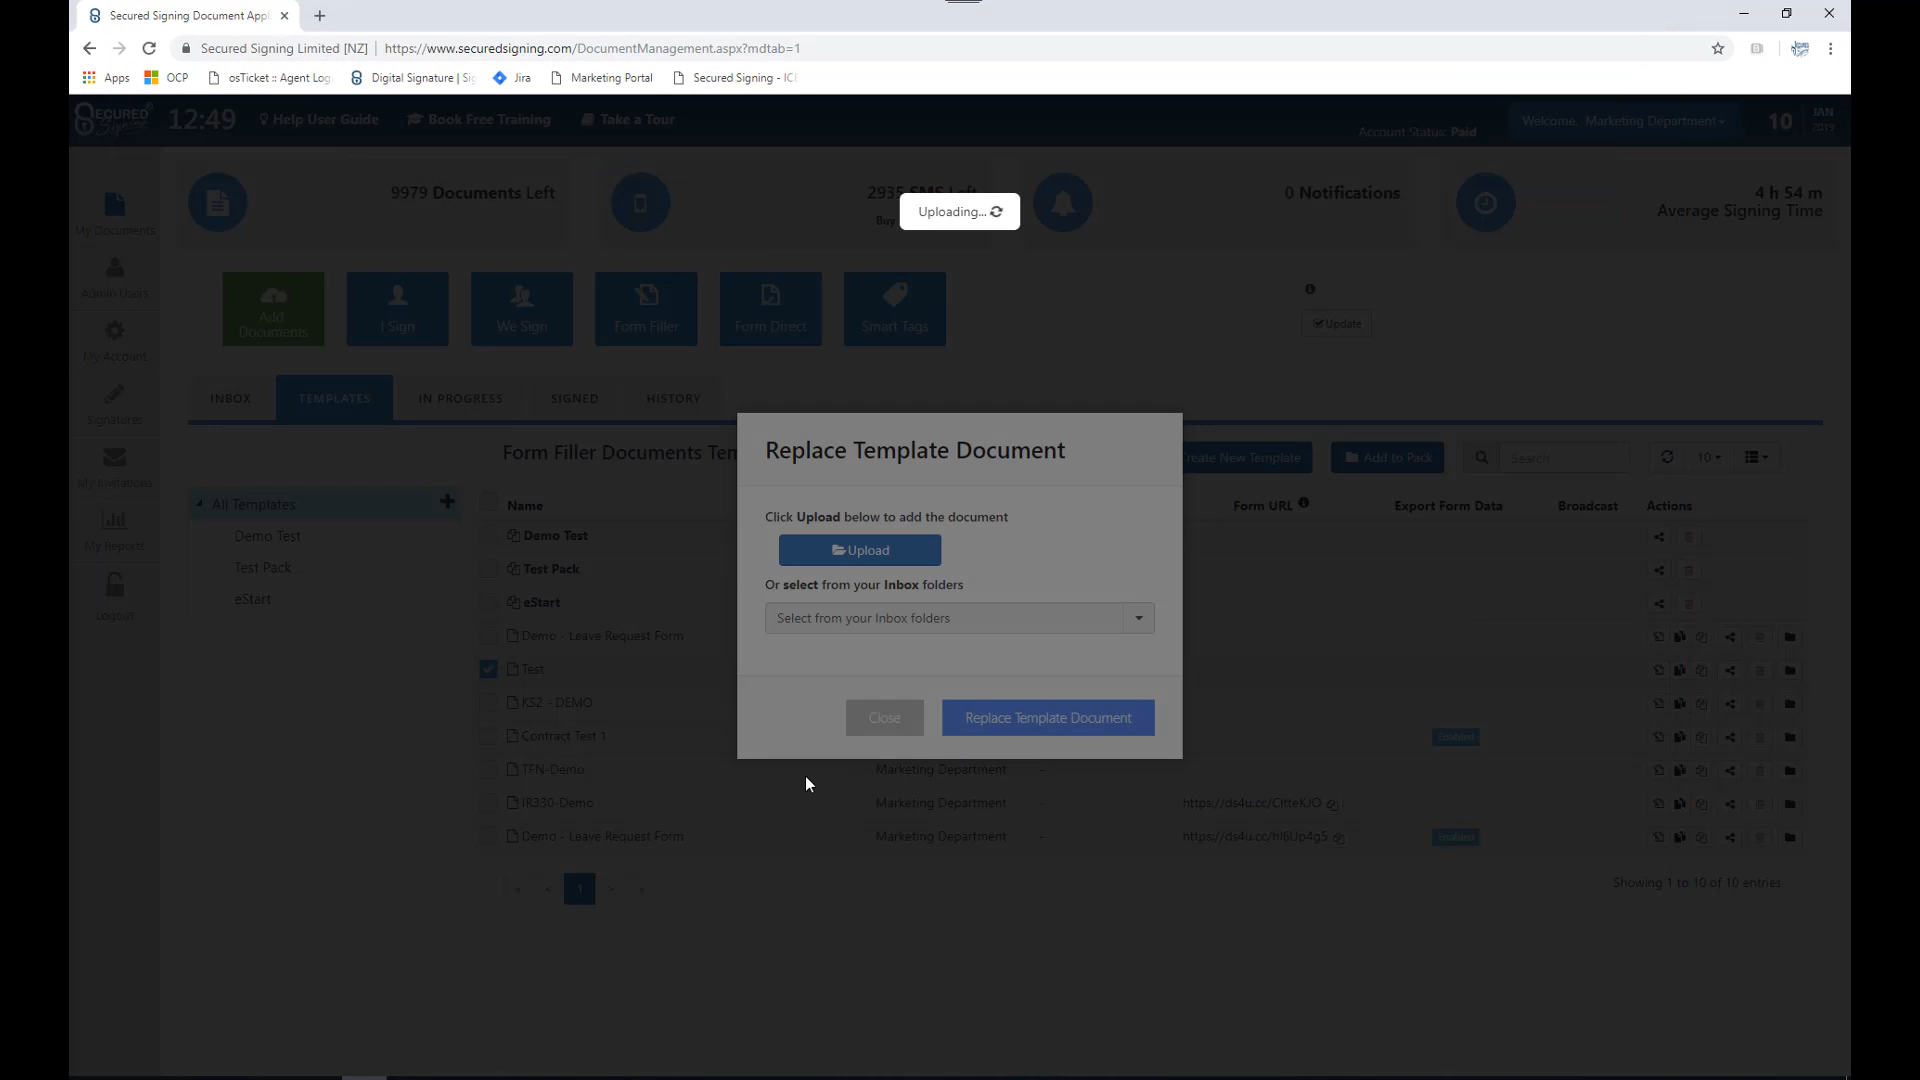 Secured Signing Document Appl
Secured Signing Limited [NZ] | https://www.securedsigning.com/DocumentManagement.aspx?mdtab=1
Apps OCP osTicket :: Agent Log Digital Signature | Si Jira Marketing Portal Secured Signing - ICE
SECURED Signing 12:49 Help User Guide Book Free Training Take a Tour Account Status: Paid Welcome, Marketing Department 10 JAN 2019
9979 Documents Left
2935 SMS Left
Buy
0 Notifications
4 h 54 m
Average Signing Time
Uploading...
My Documents
Admin Users
My Account
Signatures
My Invitations
My Reports
Logout
Add Documents
I Sign
We Sign
Form Filler
Form Direct
Smart Tags
Update
INBOX TEMPLATES IN PROGRESS SIGNED HISTORY
Form Filler Documents Tem
Create New Template Add to Pack Search 10
All Templates
Demo Test
Test Pack
eStart
Name Form URL Export Form Data Broadcast Actions
Demo Test
Test Pack
eStart
Demo - Leave Request Form
Test
KS2 - DEMO
Contract Test 1 Enabled
TFN-Demo Marketing Department -
IR330-Demo Marketing Department - https://ds4u.cc/CItteKJO
Demo - Leave Request Form Marketing Department - https://ds4u.cc/hI6Up4g5 Enabled
« < 1 > »
Showing 1 to 10 of 10 entries
Replace Template Document
Click Upload below to add the document
Upload
Or select from your Inbox folders
Select from your Inbox folders
Close Replace Template Document